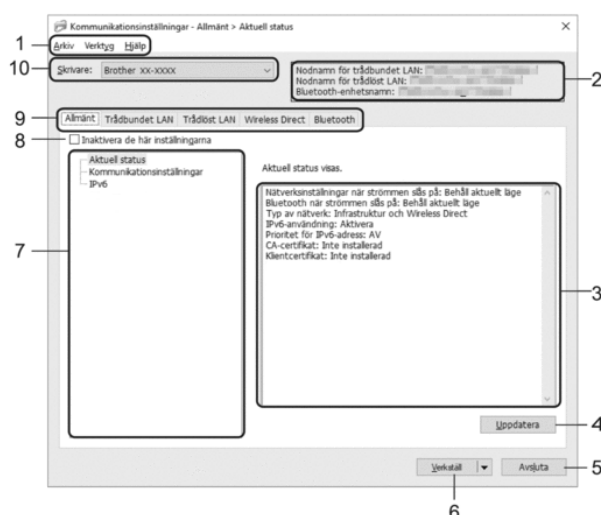 Kommunikationsinställningar - Allmänt > Aktuell status
1
Arkiv Verktyg Hjälp
10
Skrivare: Brother XX-XXXX
Nodnamn för trådbundet LAN:
Nodnamn för trådlöst LAN:
Bluetooth-enhetsnamn:
2
9
Allmänt Trådbundet LAN Trådlöst LAN Wireless Direct Bluetooth
8
Inaktivera de här inställningarna
Aktuell status
Kommunikationsinställningar
IPv6
7
Aktuell status visas.
Nätverksinställningar när strömmen slås på: Behåll aktuellt läge
Bluetooth när strömmen slås på: Behåll aktuellt läge
Typ av nätverk: Infrastruktur och Wireless Direct
IPv6-användning: Aktivera
Prioritet för IPv6-adress: AV
CA-certifikat: Inte installerad
Klientcertifikat: Inte installerad
3
Uppdatera
4
Verkställ
Avsluta
5
6